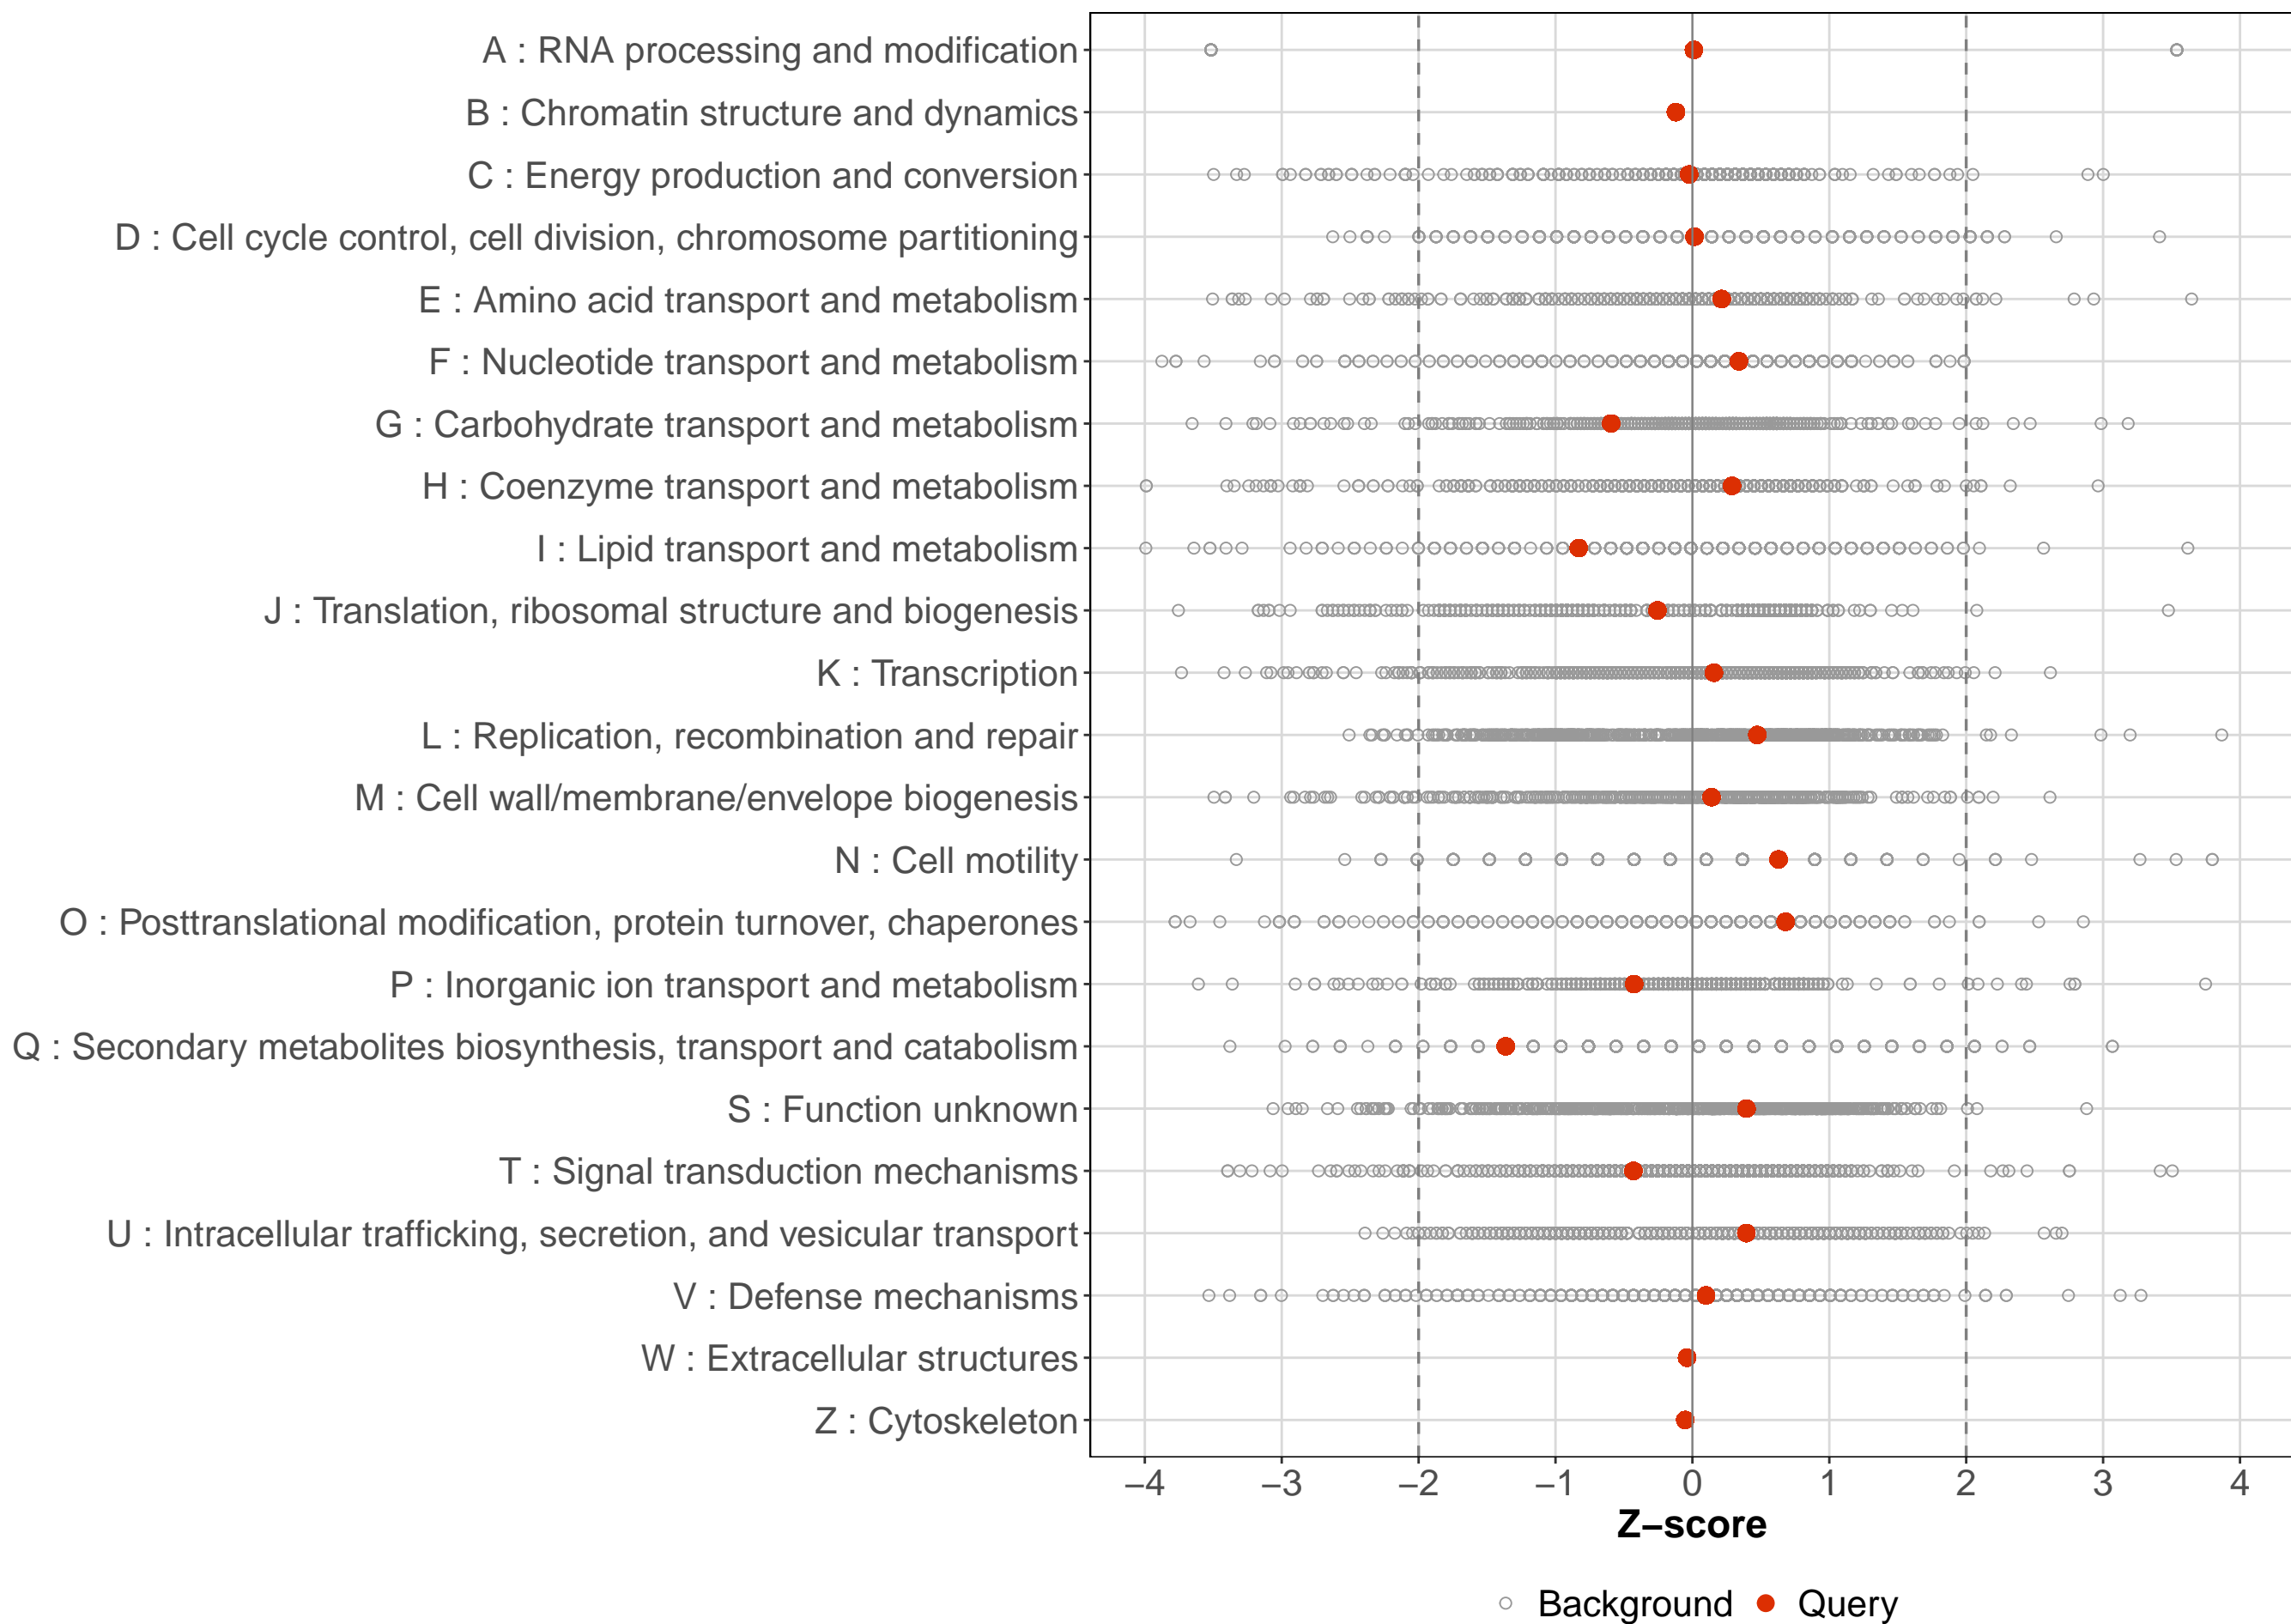 A : RNA processing and modification
B : Chromatin structure and dynamics
C : Energy production and conversion
D : Cell cycle control, cell division, chromosome partitioning
E : Amino acid transport and metabolism
F : Nucleotide transport and metabolism
G : Carbohydrate transport and metabolism
H : Coenzyme transport and metabolism
I : Lipid transport and metabolism
J : Translation, ribosomal structure and biogenesis
K : Transcription
L : Replication, recombination and repair
M : Cell wall/membrane/envelope biogenesis
N : Cell motility
O : Posttranslational modification, protein turnover, chaperones
P : Inorganic ion transport and metabolism
Q : Secondary metabolites biosynthesis, transport and catabolism
S : Function unknown
T : Signal transduction mechanisms
U : Intracellular trafficking, secretion, and vesicular transport
V : Defense mechanisms
W : Extracellular structures
Z : Cytoskeleton
−4 −3 −2 −1 0 1 2 3 4
Z−score
Background Query